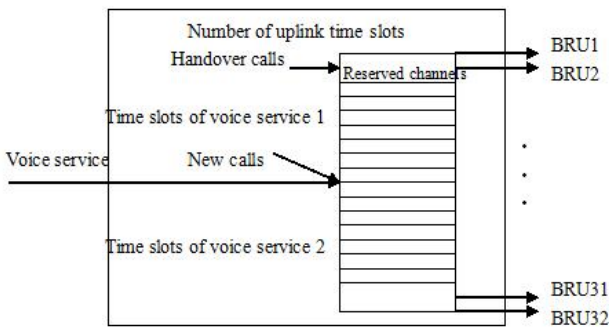 Number of uplink time slots
Handover calls
Reserved channels
BRU1
BRU2
Time slots of voice service 1
Voice service
New calls
Time slots of voice service 2
BRU31
BRU32